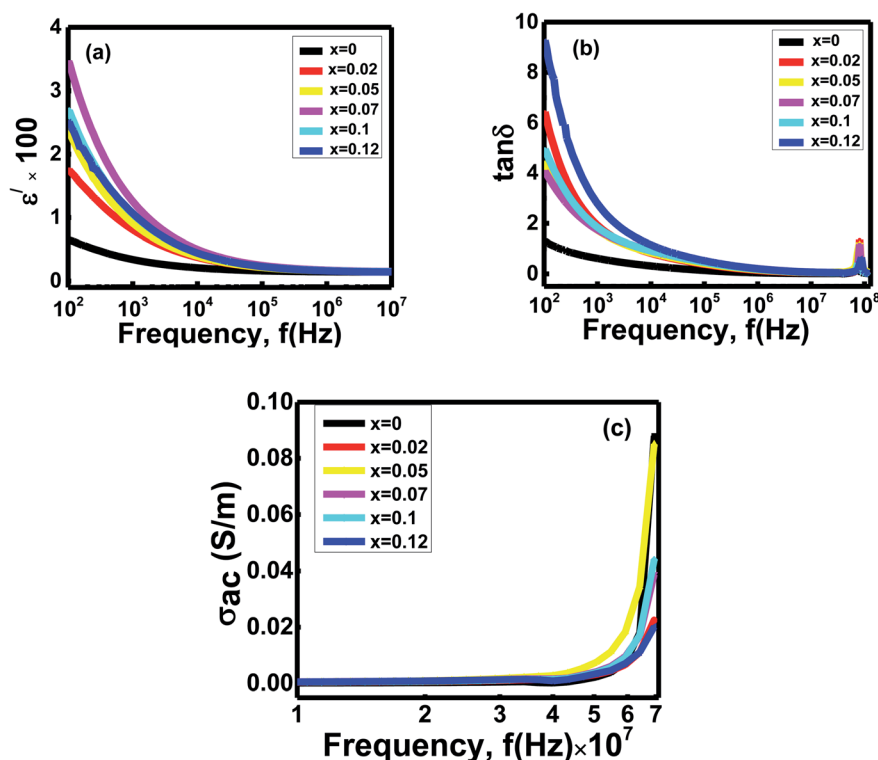 (a)
x=0
x=0.02
x=0.05
x=0.07
x=0.1
x=0.12
ε′ × 100
4
3
2
1
0
10² 10³ 10⁴ 10⁵ 10⁶ 10⁷
Frequency, f(Hz)
(b)
x=0
x=0.02
x=0.05
x=0.07
x=0.1
x=0.12
tanδ
10
8
6
4
2
0
10² 10³ 10⁴ 10⁵ 10⁶ 10⁷ 10⁸
Frequency, f(Hz)
(c)
x=0
x=0.02
x=0.05
x=0.07
x=0.1
x=0.12
σac (S/m)
0.10
0.08
0.06
0.04
0.02
0.00
1 2 3 4 5 6 7
Frequency, f(Hz)×10⁷